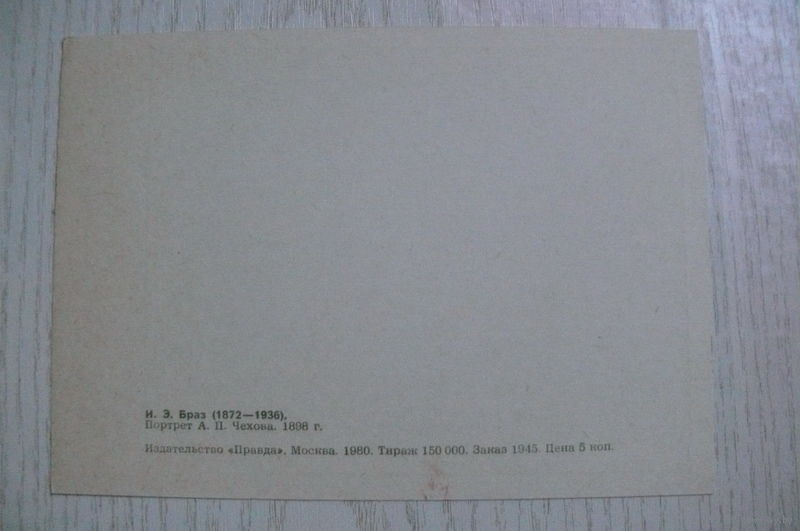 И. Э. Браз (1872—1936),
Портрет А. П. Чехова. 1898 г.
Издательство «Правда». Москва. 1980. Тираж 150 000. Заказ 1945. Цена 5 коп.